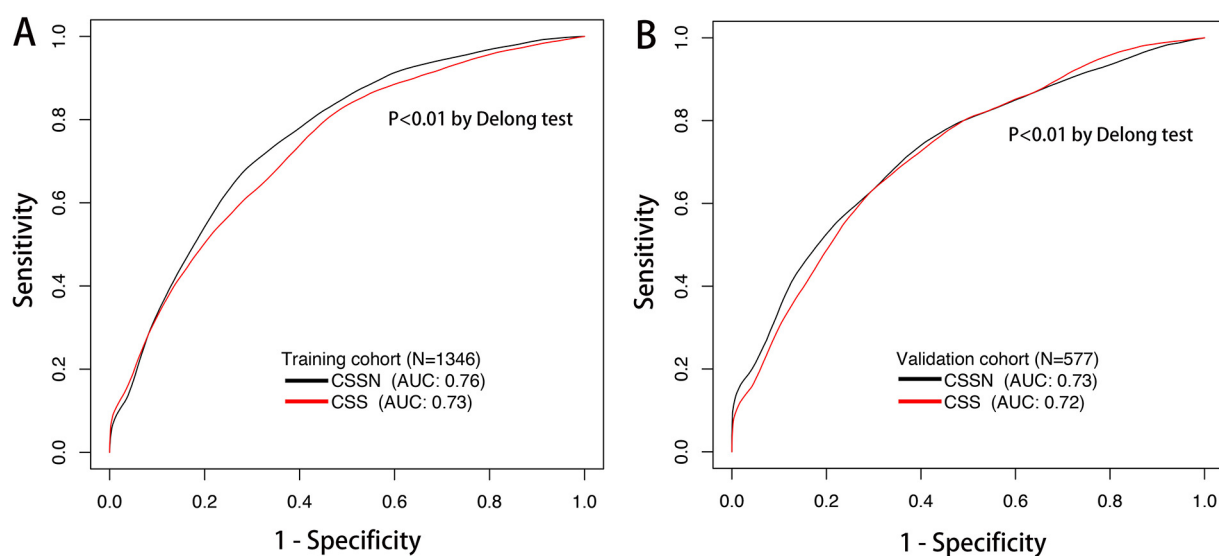 A
1.0
0.8
0.6
0.4
0.2
0.0
Sensitivity
P<0.01 by Delong test
Training cohort (N=1346)
CSSN (AUC: 0.76)
CSS (AUC: 0.73)
0.0 0.2 0.4 0.6 0.8 1.0
1 - Specificity
B
1.0
0.8
0.6
0.4
0.2
0.0
Sensitivity
P<0.01 by Delong test
Validation cohort (N=577)
CSSN (AUC: 0.73)
CSS (AUC: 0.72)
0.0 0.2 0.4 0.6 0.8 1.0
1 - Specificity